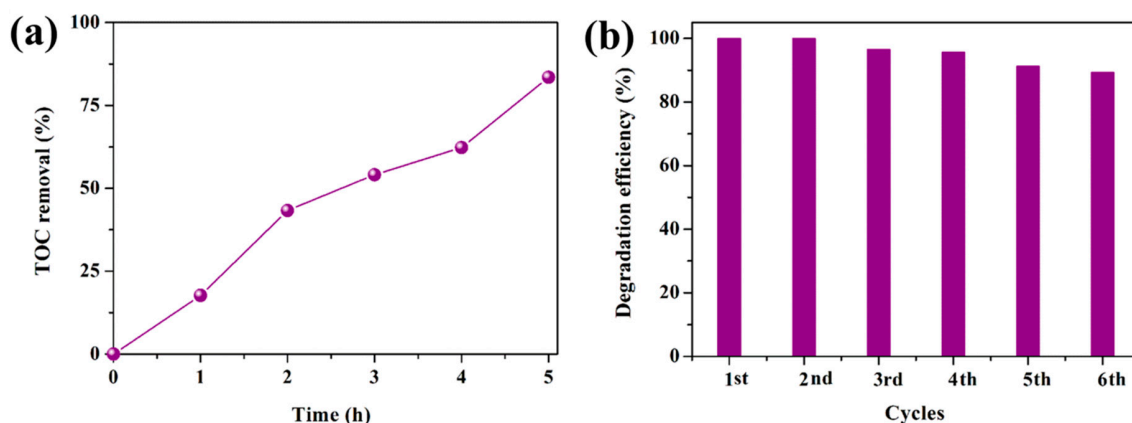 (a)
TOC removal (%)
100
75
50
25
0
0 1 2 3 4 5
Time (h)
(b)
Degradation efficiency (%)
100
80
60
40
20
0
1st 2nd 3rd 4th 5th 6th
Cycles